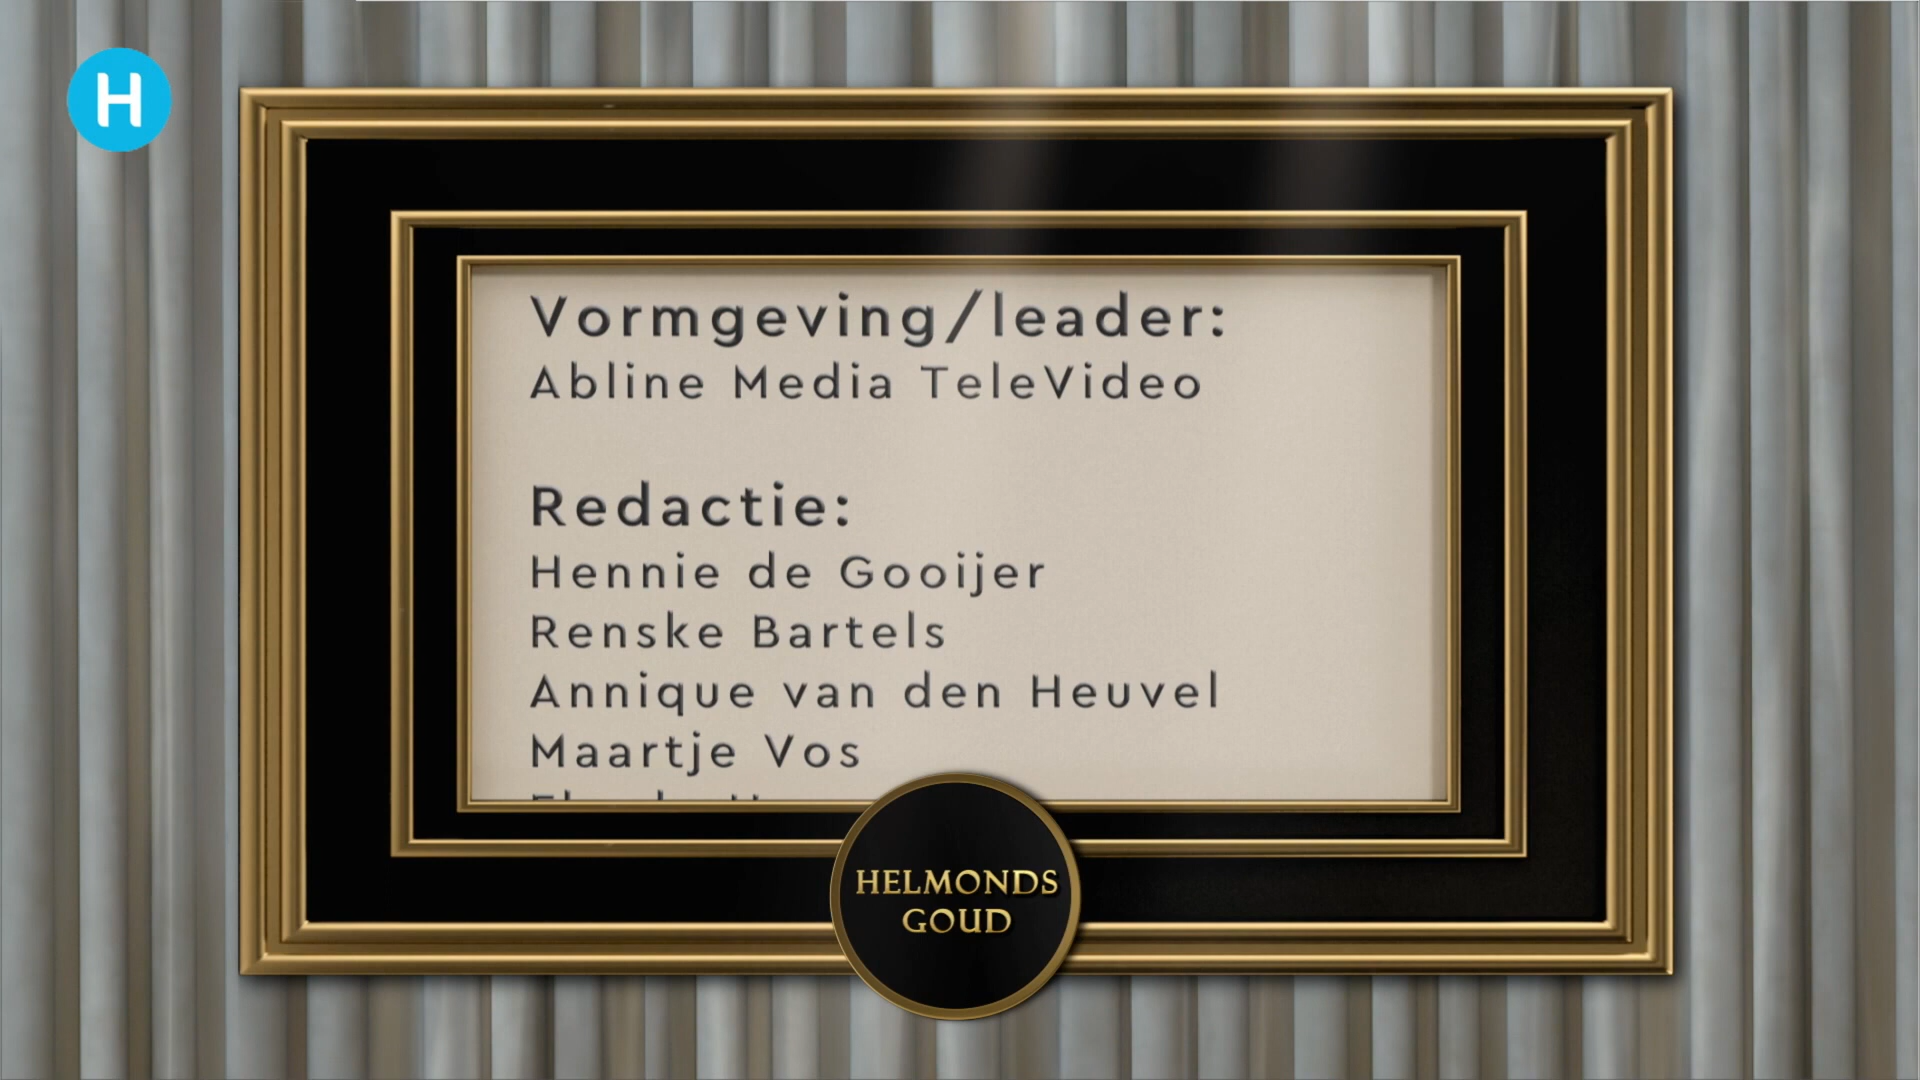 H
Vormgeving/leader:
Abline Media TeleVideo
Redactie:
Hennie de Gooijer
Renske Bartels
Annique van den Heuvel
Maartje Vos
HELMONDS
GOUD